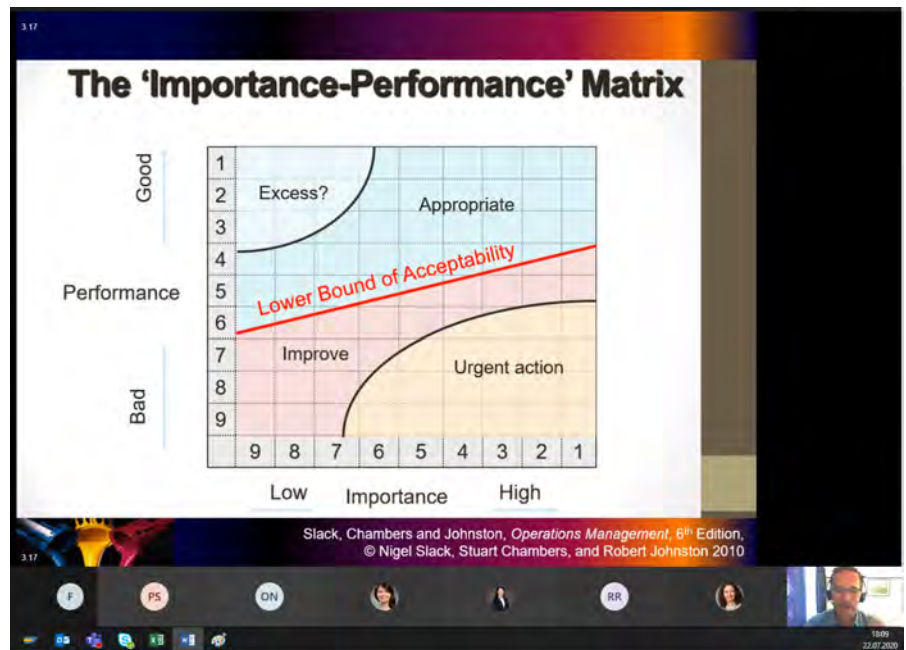 3.17
The 'Importance-Performance' Matrix
Good
Performance
Bad
1
2
3
4
5
6
7
8
9
Excess?
Appropriate
Lower Bound of Acceptability
Improve
Urgent action
9 8 7 6 5 4 3 2 1
Low Importance High
Slack, Chambers and Johnston, Operations Management, 6th Edition,
© Nigel Slack, Stuart Chambers, and Robert Johnston 2010
3.17
F PS ON RR
18:09
22.07.2020